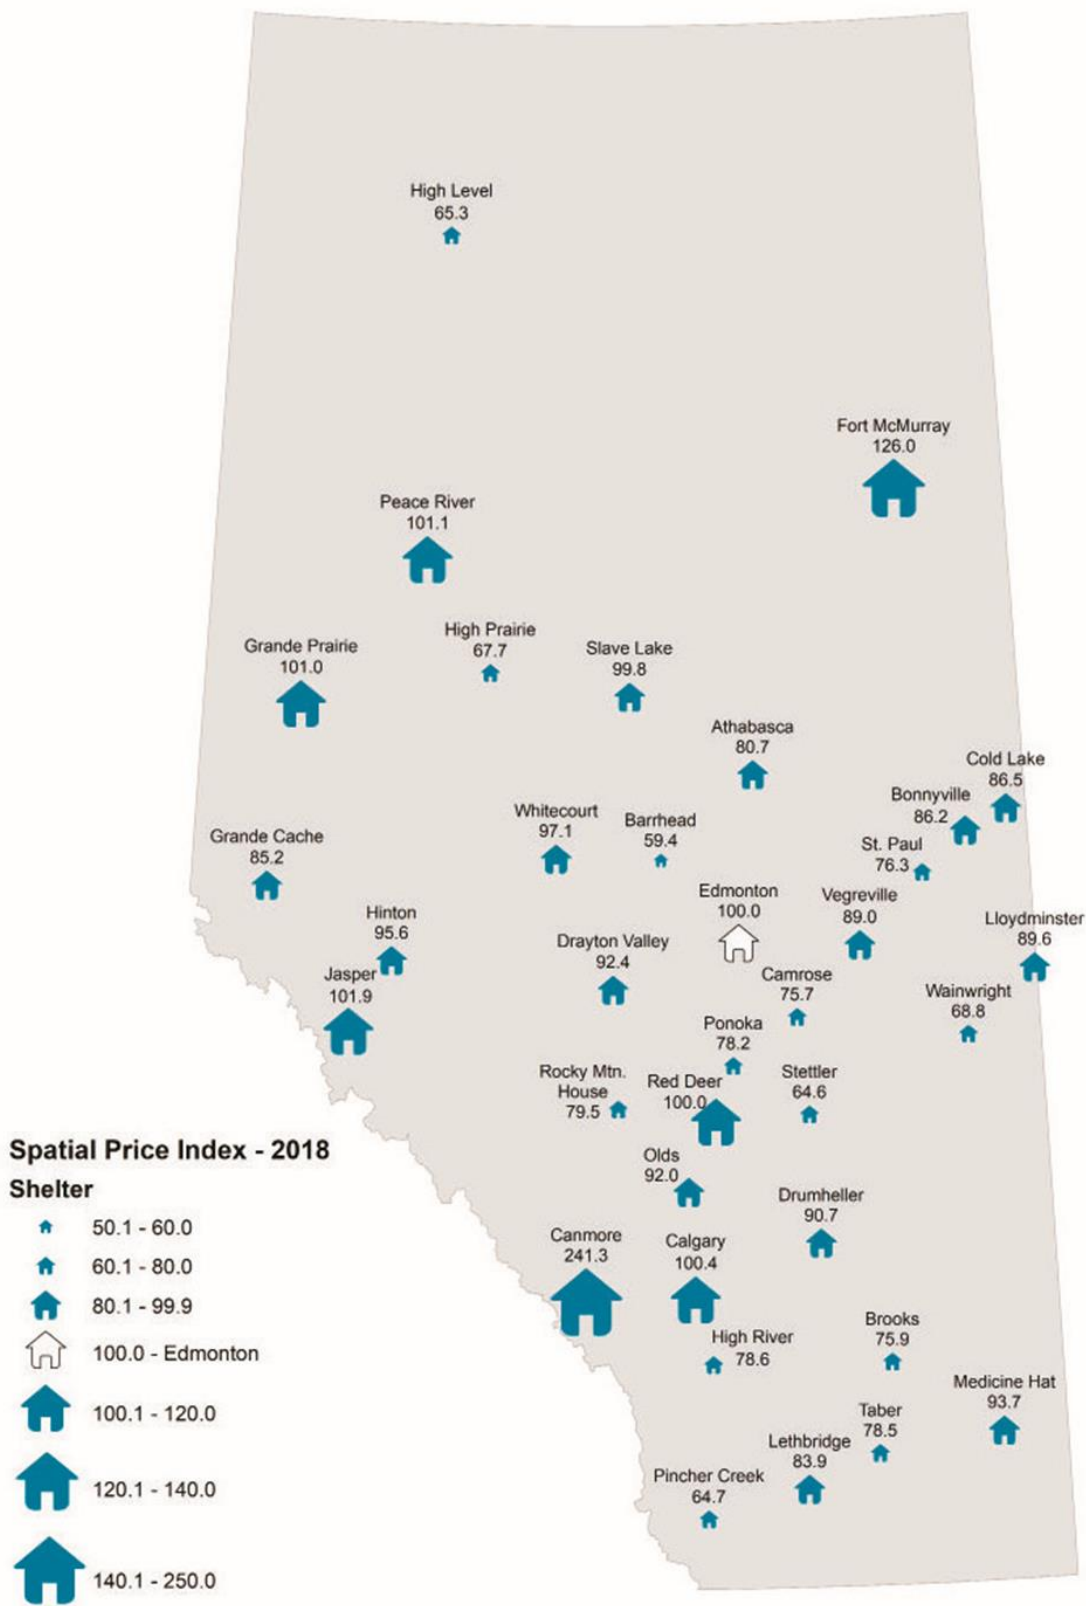 High Level
65.3
Fort McMurray
126.0
Peace River
101.1
High Prairie
67.7
Grande Prairie
101.0
Slave Lake
99.8
Athabasca
80.7
Cold Lake
86.5
Bonnyville
86.2
Whitecourt
97.1
Barrhead
59.4
Grande Cache
85.2
St. Paul
76.3
Edmonton
100.0
Vegreville
89.0
Hinton
95.6
Lloydminster
89.6
Drayton Valley
92.4
Jasper
101.9
Camrose
75.7
Wainwright
68.8
Ponoka
78.2
Rocky Mtn.
House
79.5
Red Deer
100.0
Stettler
64.6
Olds
92.0
Drumheller
90.7
Canmore
241.3
Calgary
100.4
Brooks
75.9
High River
78.6
Medicine Hat
93.7
Taber
78.5
Lethbridge
83.9
Pincher Creek
64.7
Spatial Price Index - 2018
Shelter
50.1 - 60.0
60.1 - 80.0
80.1 - 99.9
100.0 - Edmonton
100.1 - 120.0
120.1 - 140.0
140.1 - 250.0